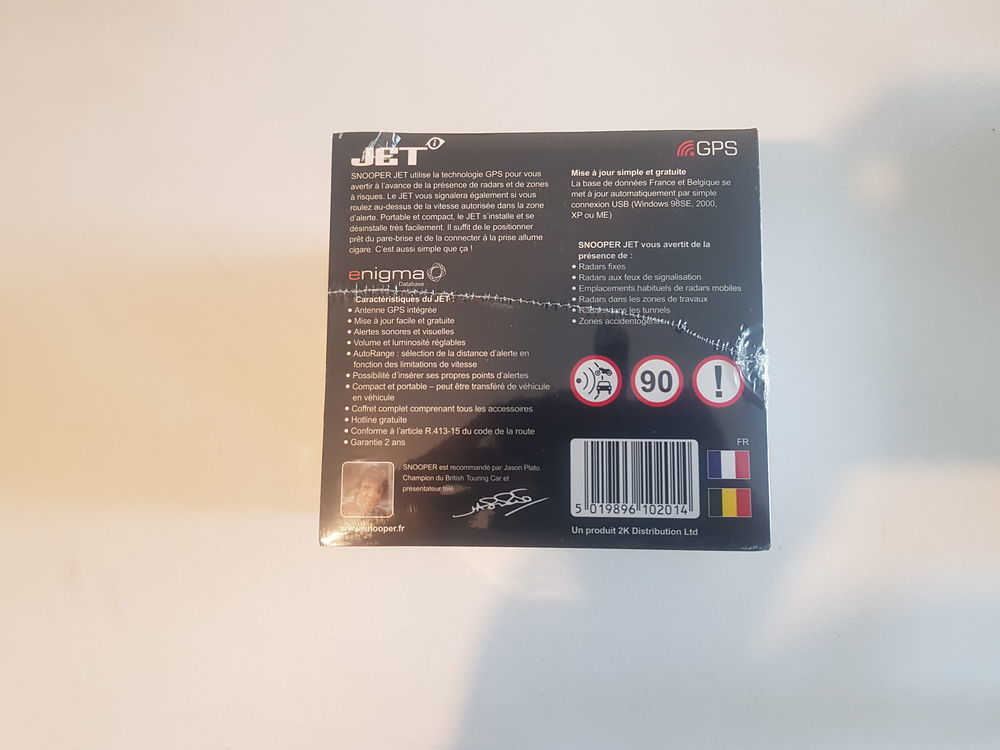 JET
SNOOPER JET utilise la technologie GPS pour vous
avertir à l'avance de la présence de radars et de zones
à risques. Le JET vous signalera également si vous
roulez au-dessus de la vitesse autorisée dans la zone
d'alerte. Portable et compact, le JET s'installe et se
désinstalle très facilement. Il suffit de le positionner
prêt du pare-brise et de la connecter à la prise allume
cigare. C'est aussi simple que ça !
enigma
Database
Caractéristiques du JET
• Antenne GPS intégrée
• Mise à jour facile et gratuite
• Alertes sonores et visuelles
• Volume et luminosité réglables
• AutoRange : sélection de la distance d'alerte en
fonction des limitations de vitesse
• Possibilité d'insérer ses propres points d'alertes
• Compact et portable – peut être transféré de véhicule
en véhicule
• Coffret complet comprenant tous les accessoires
• Hotline gratuite
• Conforme à l'article R.413-15 du code de la route
• Garantie 2 ans
SNOOPER est recommandé par Jason Plato.
Champion du British Touring Car et
présentateur télé
www.snooper.fr
GPS
Mise à jour simple et gratuite
La base de données France et Belgique se
met à jour automatiquement par simple
connexion USB (Windows 98SE, 2000,
XP ou ME)
SNOOPER JET vous avertit de la
présence de :
• Radars fixes
• Radars aux feux de signalisation
• Emplacements habituels de radars mobiles
• Radars dans les zones de travaux
• Radars dans les tunnels
• Zones accidentogènes
90
!
FR
5 019896 102014
Un produit 2K Distribution Ltd